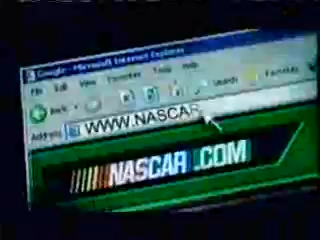 Google - Microsoft Internet Explorer
File Edit View Favorites Tools Help
Back Search Favorites
Address WWW.NASCAR
NASCAR.COM